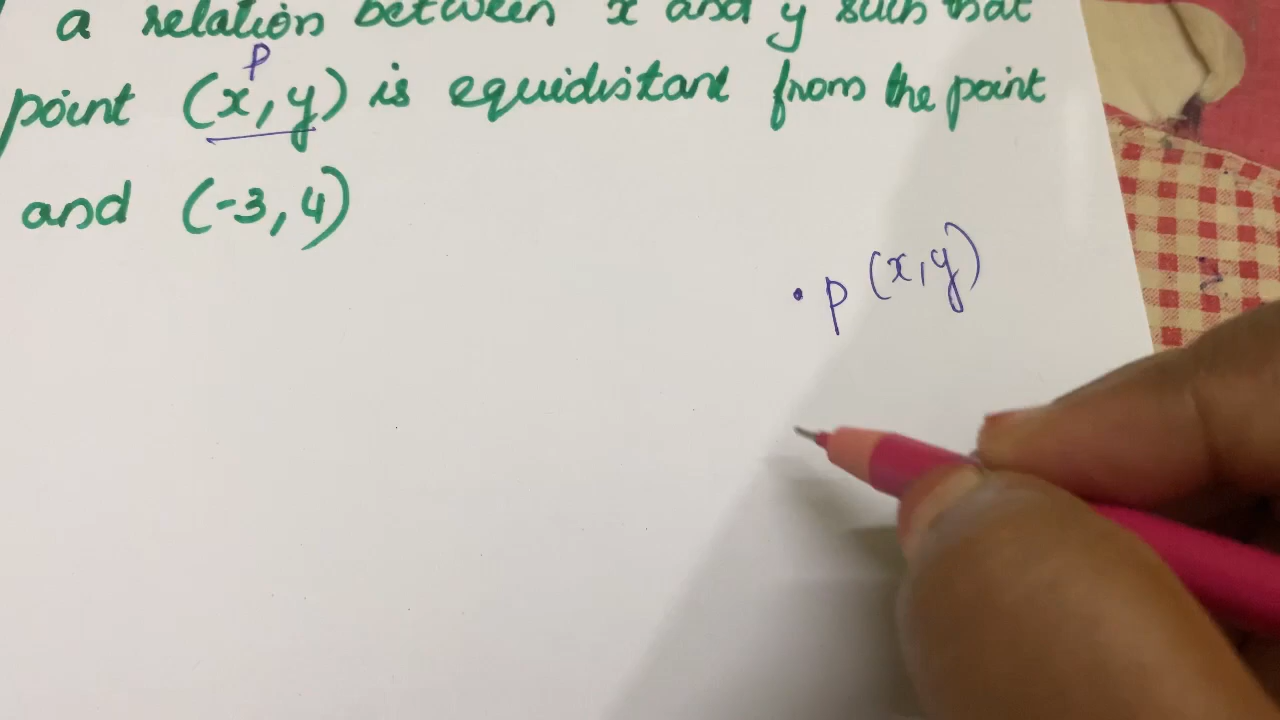 a relation between x and y such that
P
point (x, y) is equidistant from the point
and (-3, 4)
P (x, y)